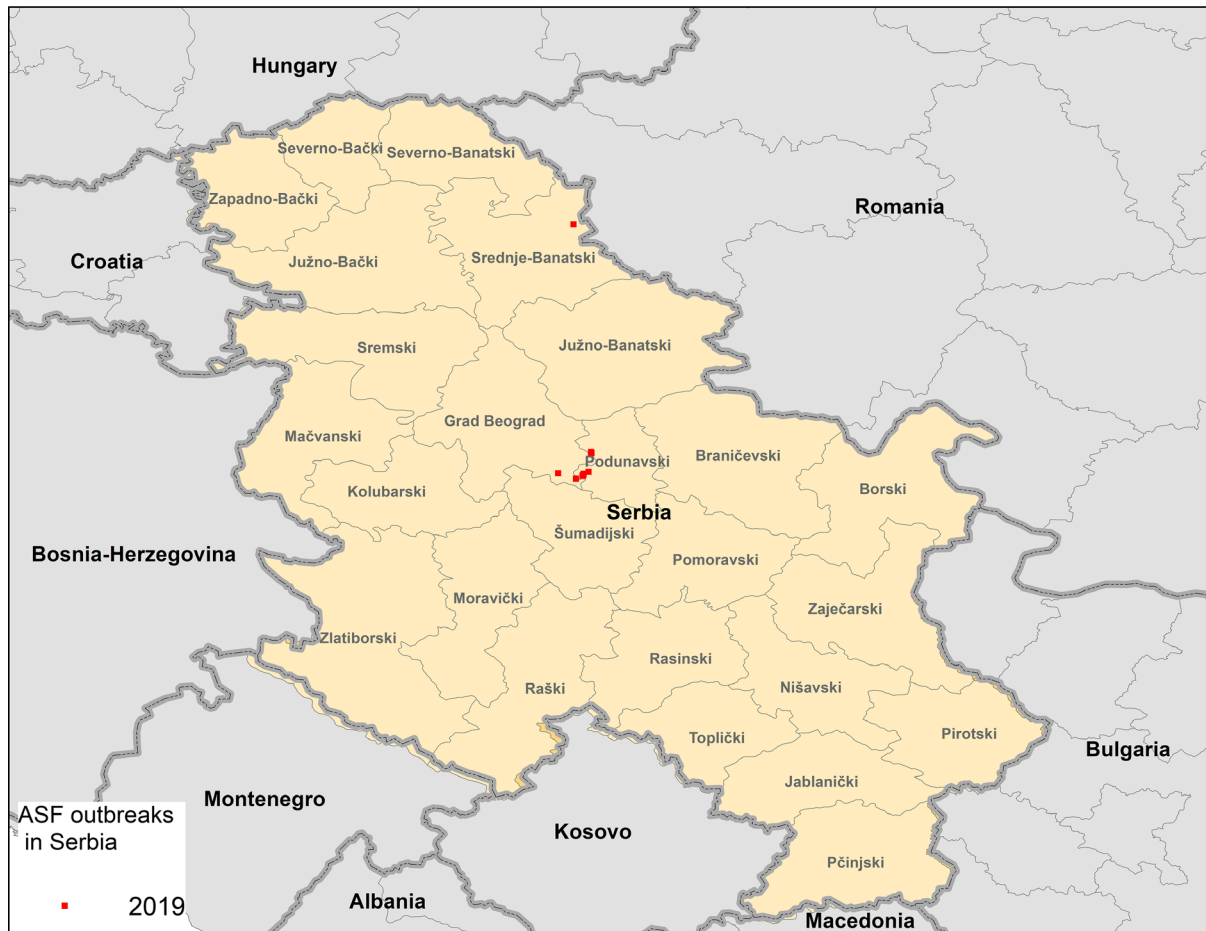 Hungary
Severno-Bački
Severno-Banatski
Zapadno-Bački
Romania
Croatia
Južno-Bački
Srednje-Banatski
Sremski
Južno-Banatski
Grad Beograd
Mačvanski
Podunavski
Braničevski
Kolubarski
Borski
Serbia
Šumadijski
Bosnia-Herzegovina
Pomoravski
Moravički
Zaječarski
Zlatiborski
Rasinski
Raški
Nišavski
Toplički
Pirotski
Bulgaria
Jablanički
Montenegro
Kosovo
ASF outbreaks
in Serbia
Pčinjski
Albania
2019
Macedonia